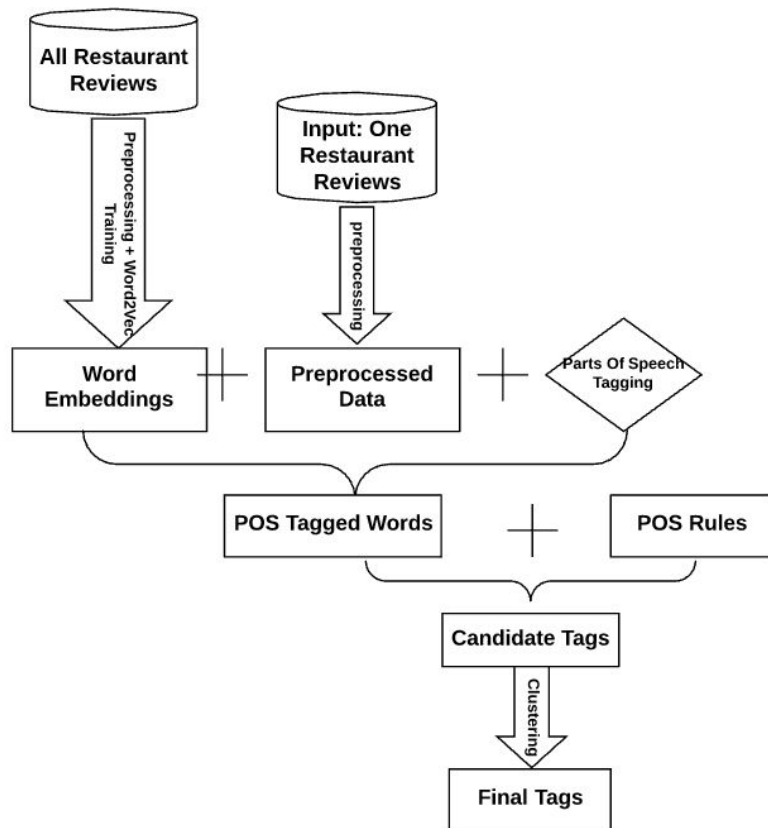 All Restaurant
Reviews
Preprocessing + Word2Vec
Training
Input: One
Restaurant
Reviews
preprocessing
Word
Embeddings
Preprocessed
Data
Parts Of Speech
Tagging
POS Tagged Words
POS Rules
Candidate Tags
Clustering
Final Tags